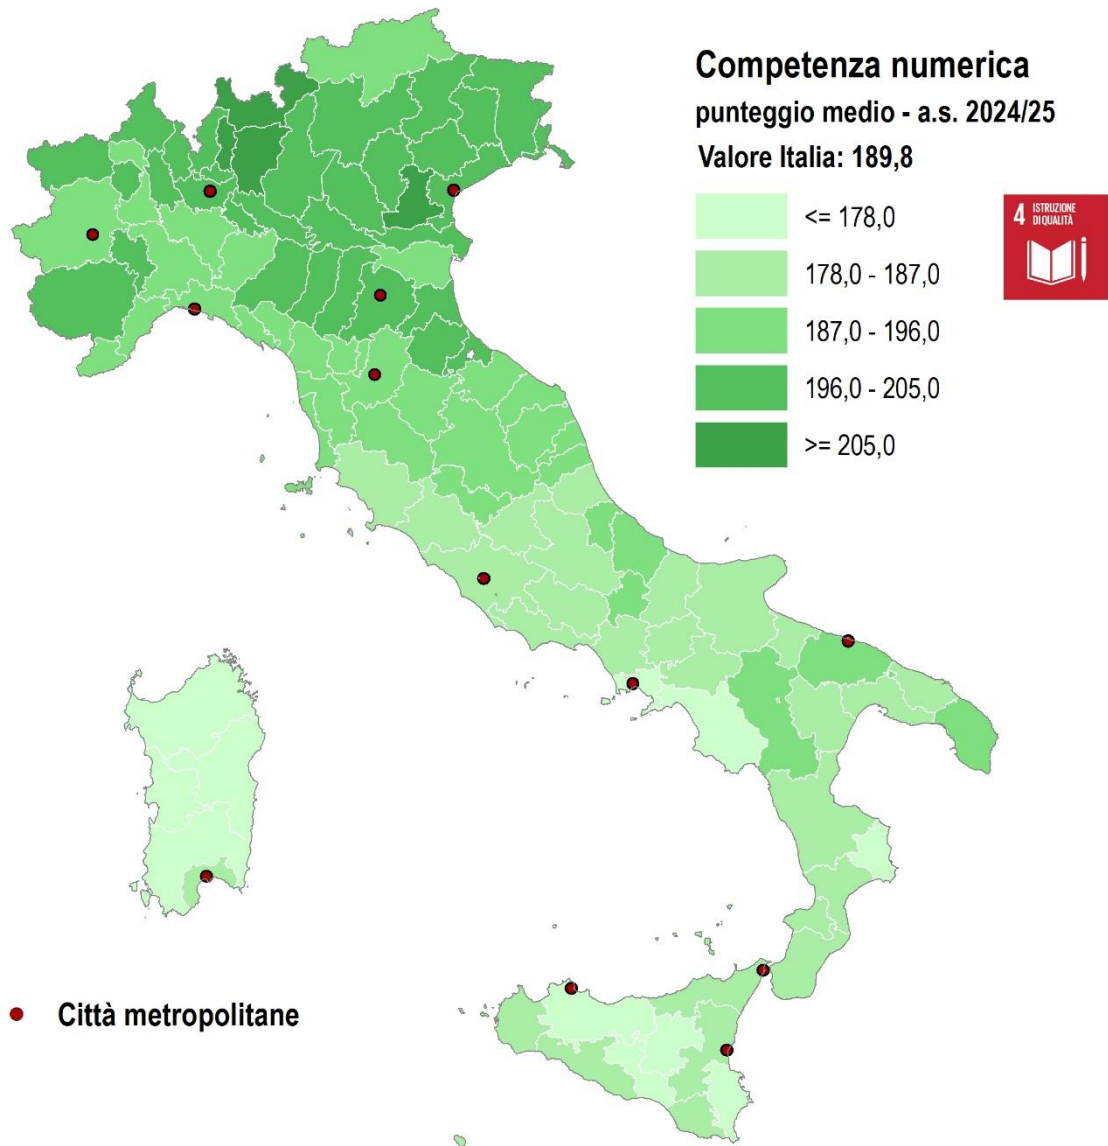 Competenza numerica
punteggio medio - a.s. 2024/25
Valore Italia: 189,8
<= 178,0
178,0 - 187,0
187,0 - 196,0
196,0 - 205,0
>= 205,0
4 ISTRUZIONE
DI QUALITÀ
Città metropolitane